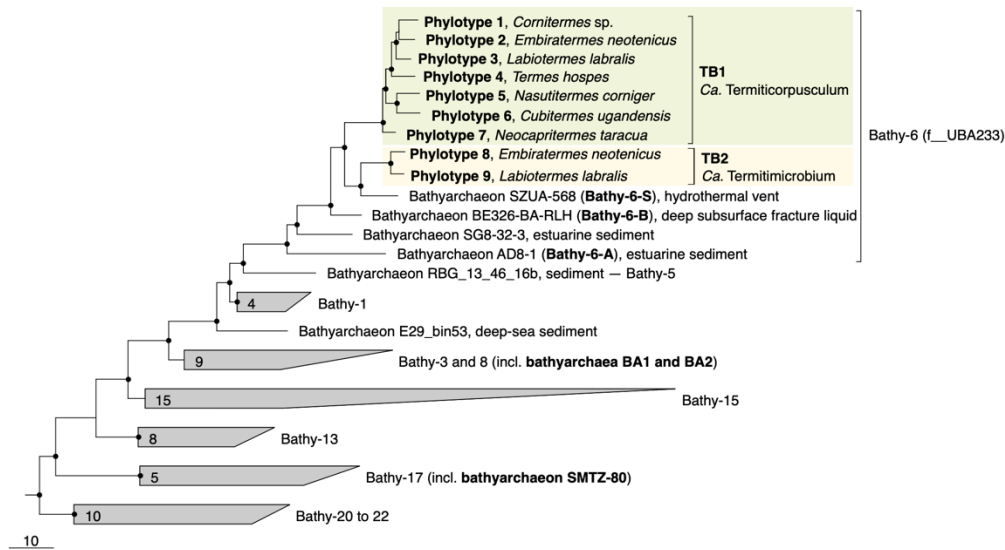 Phylotype 1, Cornitermes sp.
Phylotype 2, Embiratermes neotenicus
Phylotype 3, Labiotermes labralis
Phylotype 4, Termes hospes
Phylotype 5, Nasutitermes corniger
Phylotype 6, Cubitermes ugandensis
Phylotype 7, Neocapritermes taracua
TB1
Ca. Termiticorpusculum
Phylotype 8, Embiratermes neotenicus
Phylotype 9, Labiotermes labralis
TB2
Ca. Termitimicrobium
Bathy-6 (f__UBA233)
Bathyarchaeon SZUA-568 (Bathy-6-S), hydrothermal vent
Bathyarchaeon BE326-BA-RLH (Bathy-6-B), deep subsurface fracture liquid
Bathyarchaeon SG8-32-3, estuarine sediment
Bathyarchaeon AD8-1 (Bathy-6-A), estuarine sediment
Bathyarchaeon RBG_13_46_16b, sediment — Bathy-5
4 Bathy-1
Bathyarchaeon E29_bin53, deep-sea sediment
9 Bathy-3 and 8 (incl. bathyarchaea BA1 and BA2)
15 Bathy-15
8 Bathy-13
5 Bathy-17 (incl. bathyarchaeon SMTZ-80)
10 Bathy-20 to 22
10